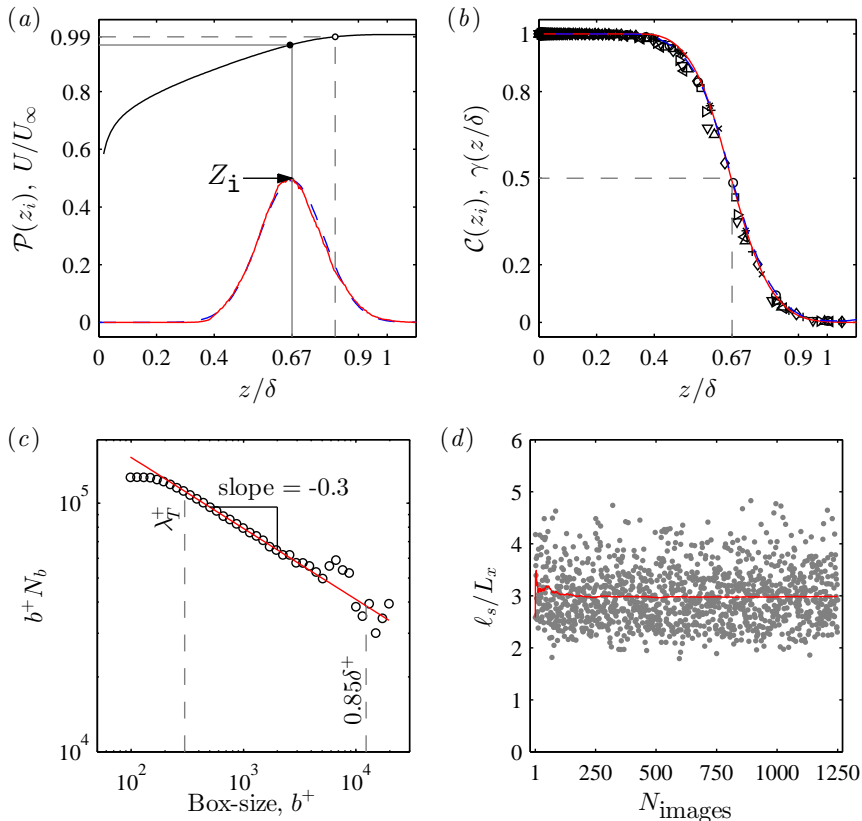 (a)
0.99
0.8
0.6
0.4
0.2
0
P(z_i), U/U_∞
Z_i
0 0.2 0.4 0.67 0.9 1
z/δ
(b)
1
0.8
0.5
0.2
0
C(z_i), γ(z/δ)
0 0.2 0.4 0.67 0.9 1
z/δ
(c)
10^5
10^4
b^+ N_b
slope = -0.3
λ_T^+
0.85δ^+
10^2 10^3 10^4
Box-size, b^+
(d)
6
5
4
3
2
1
0
ℓ_s/L_x
1 250 500 750 1000 1250
N_images